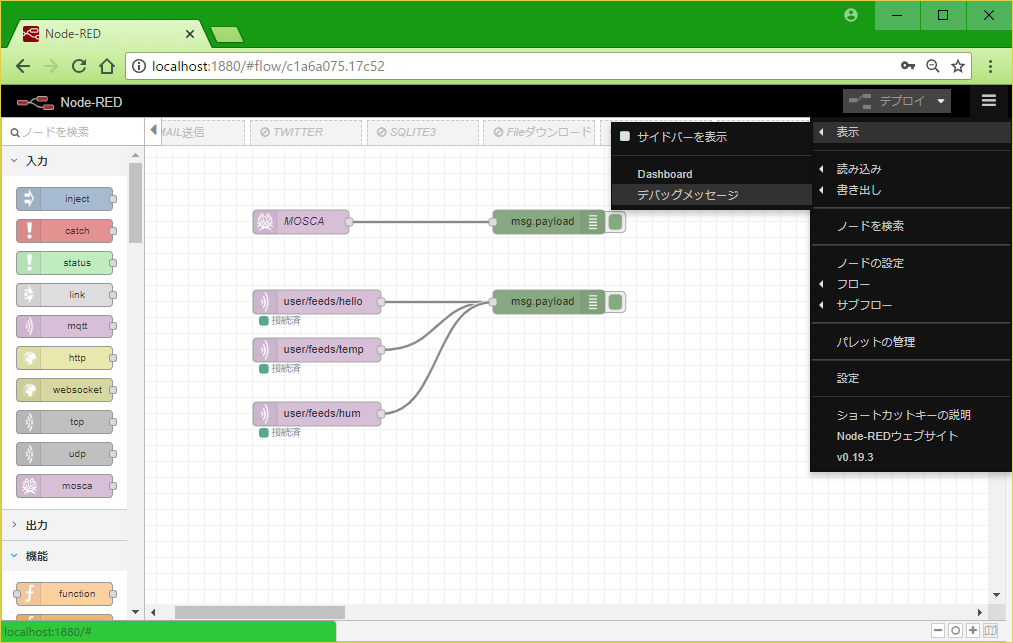 Node-RED
localhost:1880/#flow/c1a6a075.17c52
Node-RED
デプロイ
ノードを検索
MAIL送信
TWITTER
SQLITE3
Fileダウンロード
入力
inject
catch
status
link
mqtt
http
websocket
tcp
udp
mosca
出力
機能
function
MOSCA
msg.payload
user/feeds/hello
接続済
msg.payload
user/feeds/temp
接続済
user/feeds/hum
接続済
サイドバーを表示
Dashboard
デバッグメッセージ
表示
読み込み
書き出し
ノードを検索
ノードの設定
フロー
サブフロー
パレットの管理
設定
ショートカットキーの説明
Node-REDウェブサイト
v0.19.3
localhost:1880/#